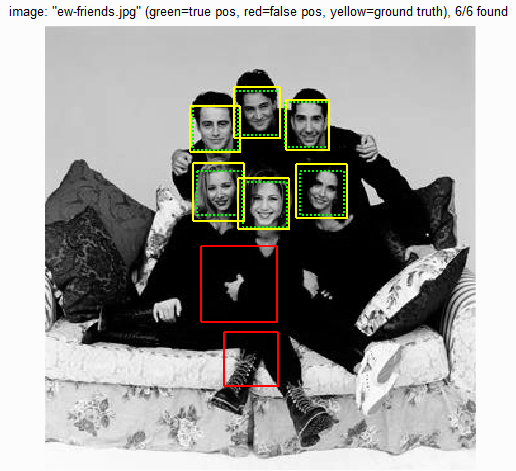 image: "ew-friends.jpg" (green=true pos, red=false pos, yellow=ground truth), 6/6 found